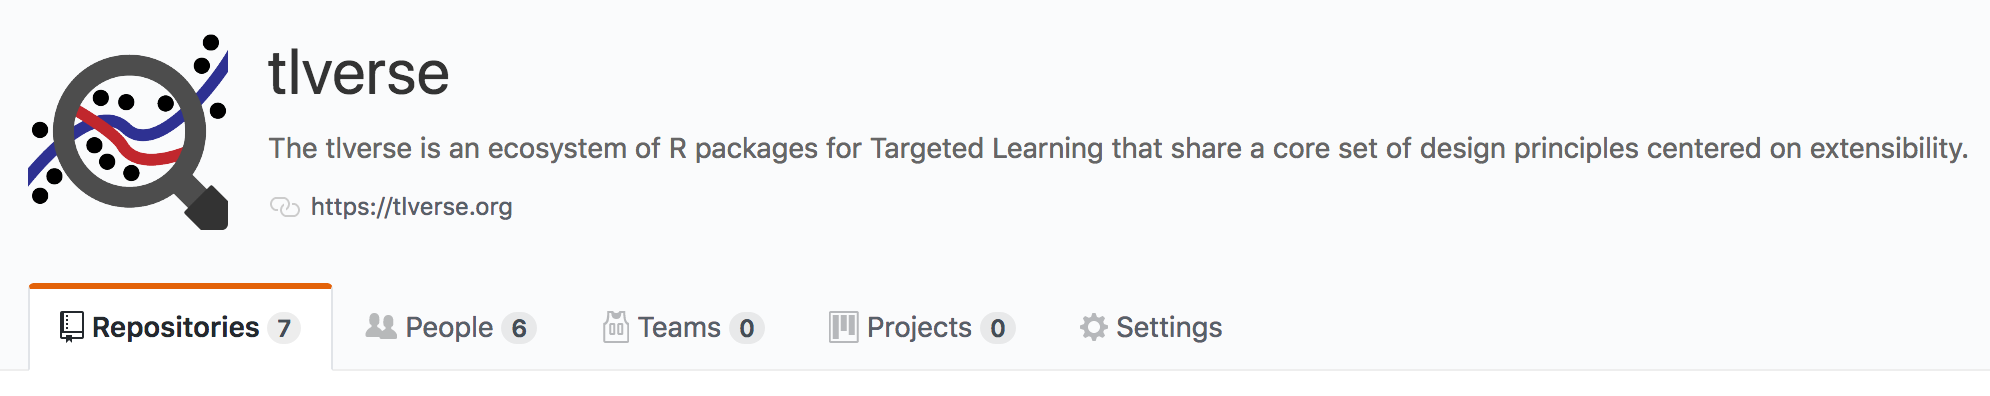 tlverse
The tlverse is an ecosystem of R packages for Targeted Learning that share a core set of design principles centered on extensibility.
https://tlverse.org
Repositories 7 People 6 Teams 0 Projects 0 Settings